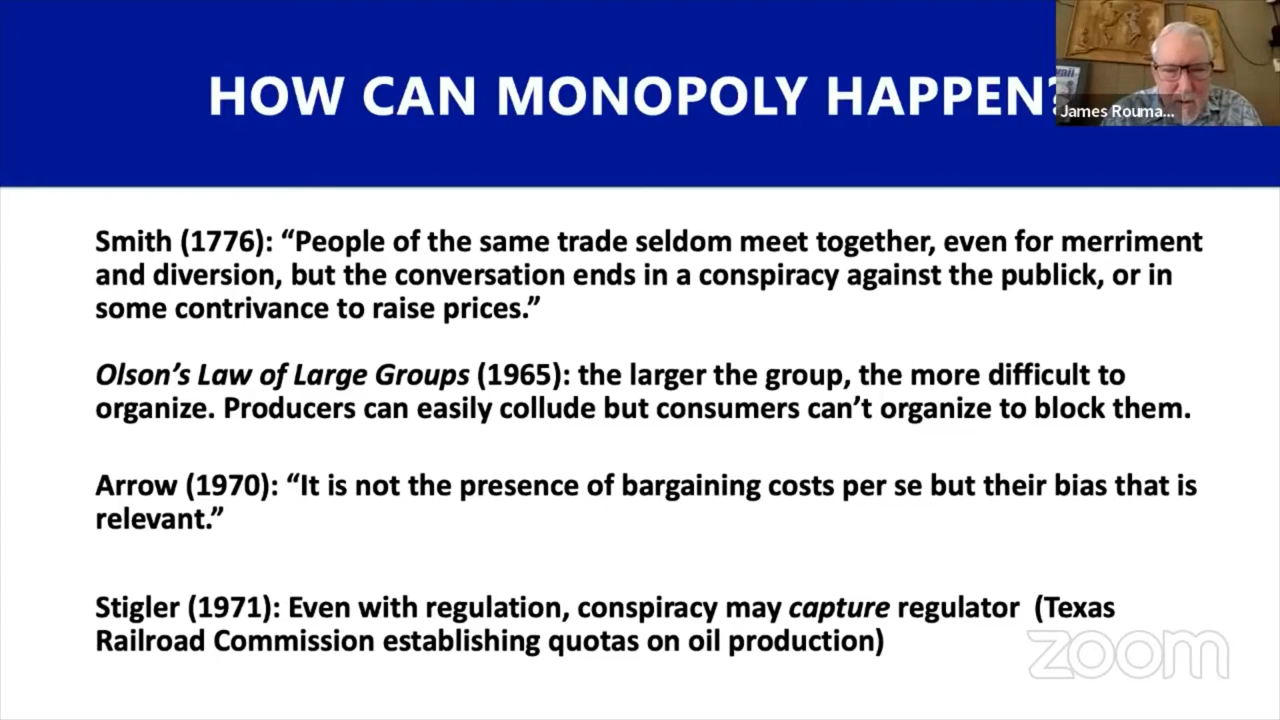 HOW CAN MONOPOLY HAPPEN?
James Rouma...
Smith (1776): “People of the same trade seldom meet together, even for merriment
and diversion, but the conversation ends in a conspiracy against the publick, or in
some contrivance to raise prices.”
Olson’s Law of Large Groups (1965): the larger the group, the more difficult to
organize. Producers can easily collude but consumers can’t organize to block them.
Arrow (1970): “It is not the presence of bargaining costs per se but their bias that is
relevant.”
Stigler (1971): Even with regulation, conspiracy may capture regulator (Texas
Railroad Commission establishing quotas on oil production)
zoom